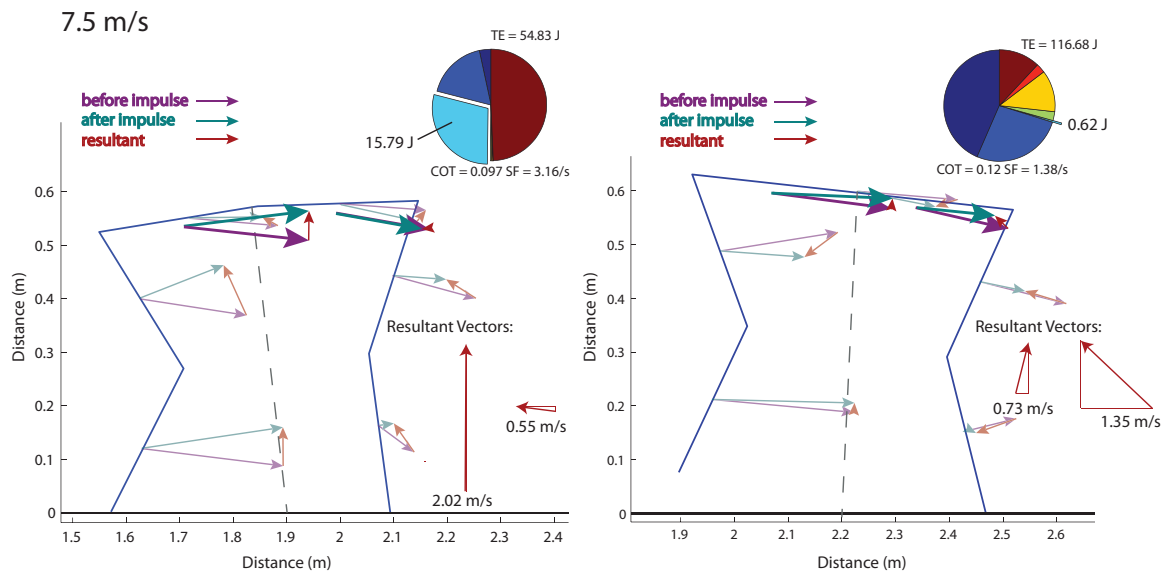 7.5 m/s
TE = 54.83 J
before impulse
after impulse
resultant
15.79 J
COT = 0.097 SF = 3.16/s
Distance (m)
0.6
0.5
0.4
0.3
0.2
0.1
0
Resultant Vectors:
0.55 m/s
2.02 m/s
1.5 1.6 1.7 1.8 1.9 2 2.1 2.2 2.3 2.4
Distance (m)
TE = 116.68 J
before impulse
after impulse
resultant
0.62 J
COT = 0.12 SF = 1.38/s
Distance (m)
0.6
0.5
0.4
0.3
0.2
0.1
0
Resultant Vectors:
0.73 m/s
1.35 m/s
1.9 2 2.1 2.2 2.3 2.4 2.5 2.6
Distance (m)